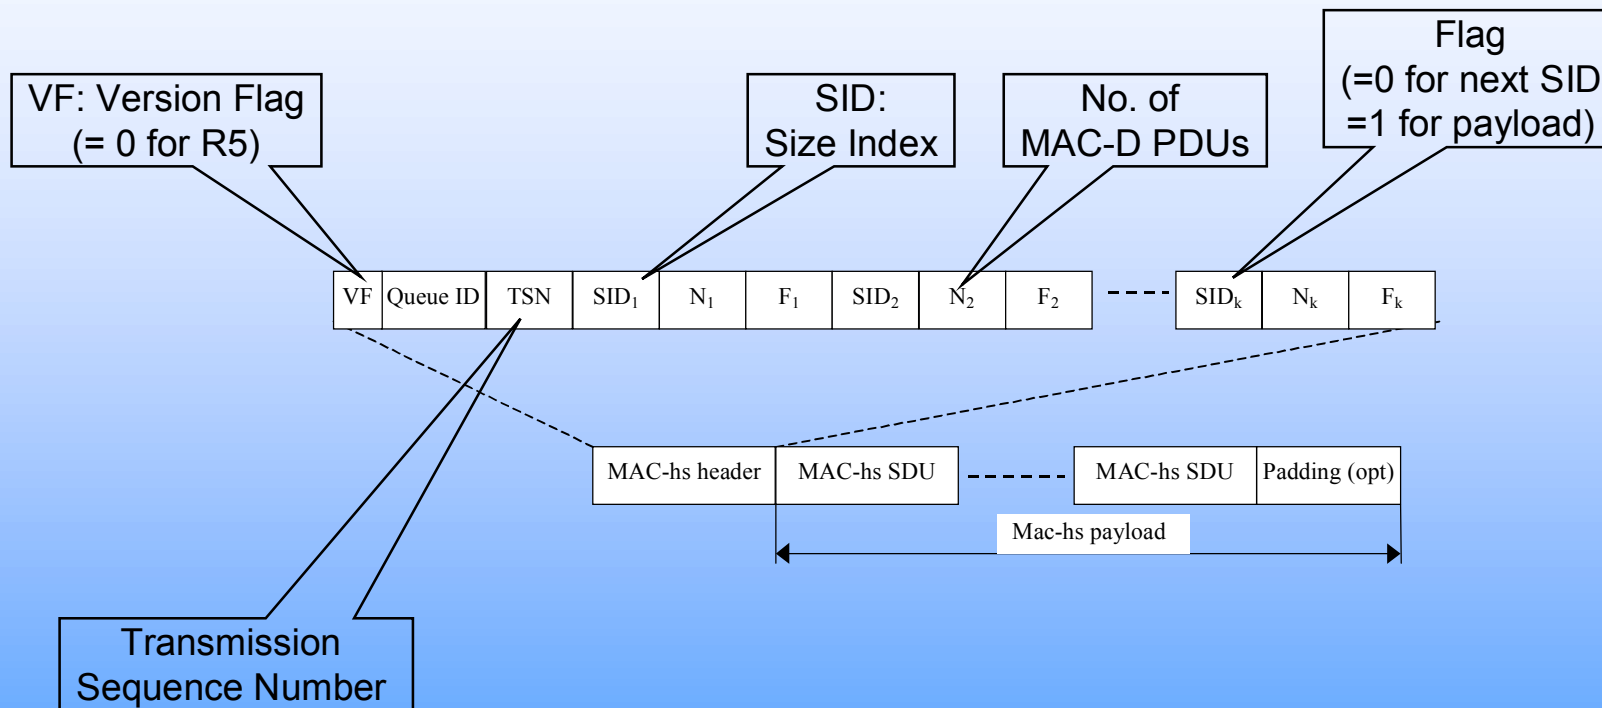 Flag
(=0 for next SID
=1 for payload)
VF: Version Flag
(= 0 for R5)
SID:
Size Index
No. of
MAC-D PDUs
VF Queue ID TSN SID₁ N₁ F₁ SID₂ N₂ F₂ SIDₖ Nₖ Fₖ
MAC-hs header MAC-hs SDU MAC-hs SDU Padding (opt)
Mac-hs payload
Transmission
Sequence Number